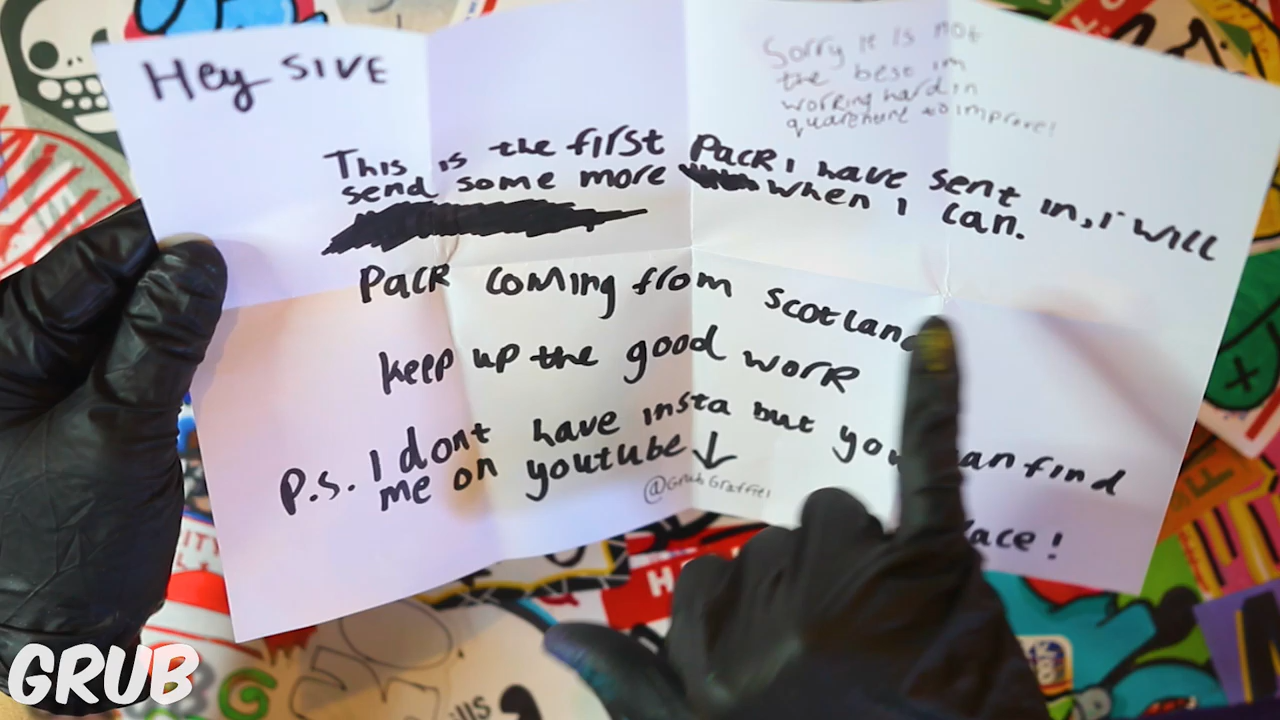 Hey SIVE
Sorry it is not
the best im
working hard in
quarentine to improve!
This is the first Pack i have sent in, i will
send some more when I can.
Pack coming from Scotland
keep up the good work
P.S. I dont have insta but you can find
me on youtube ↓
@Grub Graffiti
GRUB